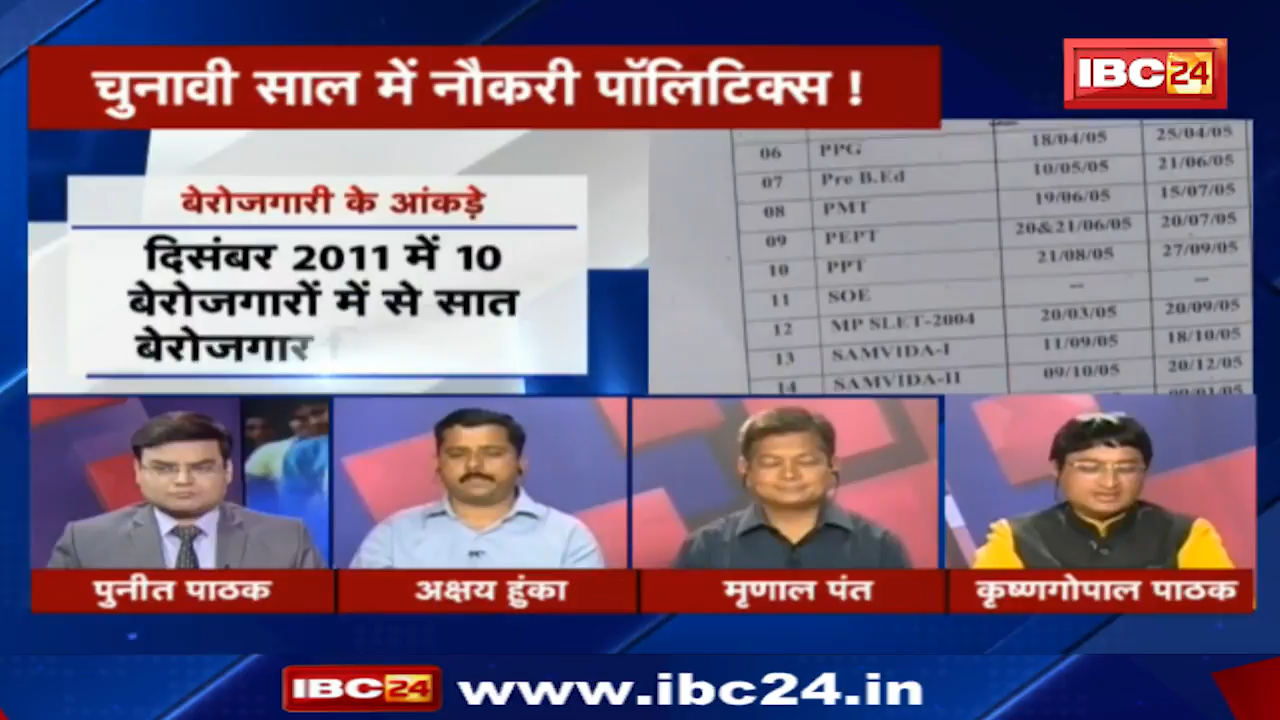 चुनावी साल में नौकरी पॉलिटिक्स !
IBC24
बेरोजगारी के आंकड़े
दिसंबर 2011 में 10
बेरोजगारों में से सात
बेरोजगार
06 PPG 18/04/05 25/04/05
07 Pre B.Ed 10/05/05 21/06/05
08 PMT 19/06/05 15/07/05
09 PEPT 20&21/06/05 20/07/05
10 PPT 21/08/05 27/09/05
11 SOE -- --
12 MP SLET-2004 20/03/05 20/09/05
13 SAMVIDA-I 11/09/05 18/10/05
14 SAMVIDA-II 09/10/05 20/12/05
पुनीत पाठक
अक्षय हुंका
मृणाल पंत
कृष्णगोपाल पाठक
IBC24 www.ibc24.in